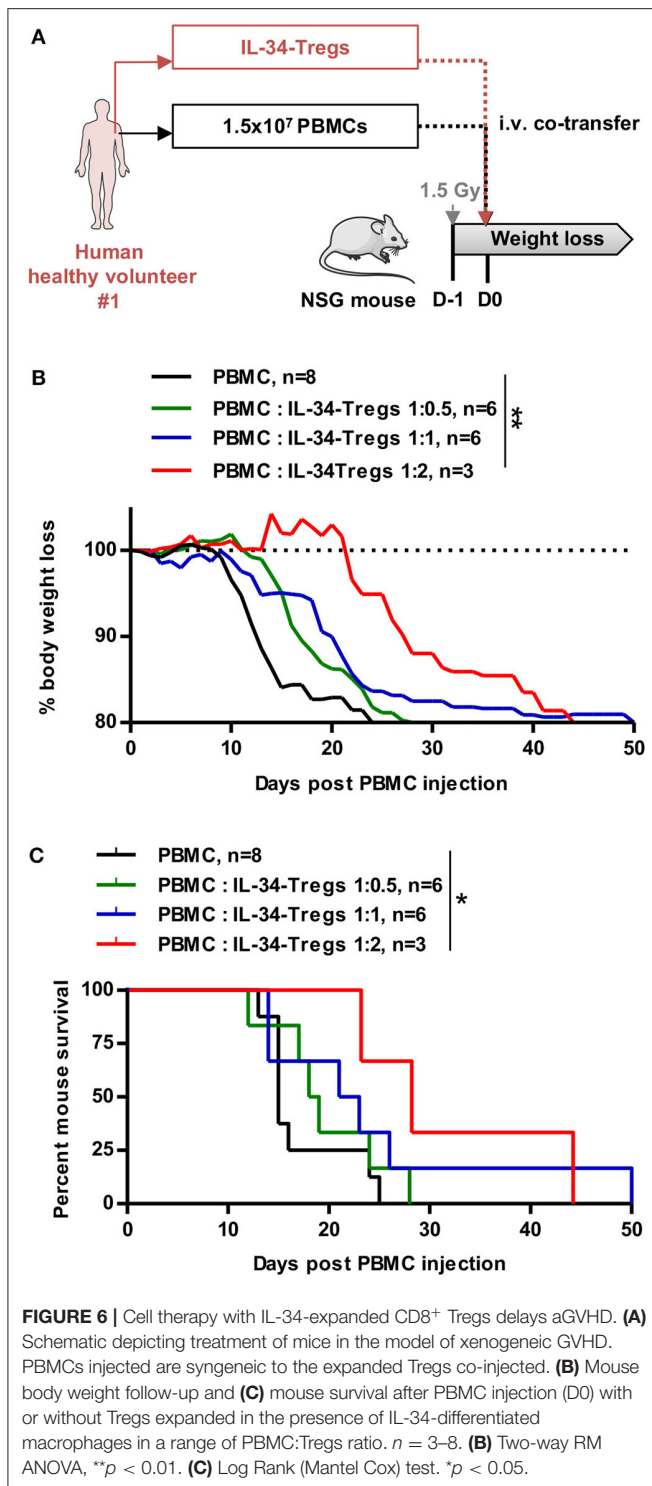 A
IL-34-Tregs
1.5x10⁷ PBMCs
i.v. co-transfer
1.5 Gy
Weight loss
Human
healthy volunteer
#1
NSG mouse
D-1
D0
B
PBMC, n=8
PBMC : IL-34-Tregs 1:0.5, n=6
PBMC : IL-34-Tregs 1:1, n=6
PBMC : IL-34Tregs 1:2, n=3
**
% body weight loss
100
90
80
0
10
20
30
40
50
Days post PBMC injection
C
PBMC, n=8
PBMC : IL-34-Tregs 1:0.5, n=6
PBMC : IL-34-Tregs 1:1, n=6
PBMC : IL-34-Tregs 1:2, n=3
*
Percent mouse survival
100
75
50
25
0
0
10
20
30
40
50
Days post PBMC injection
FIGURE 6 | Cell therapy with IL-34-expanded CD8⁺ Tregs delays aGVHD. (A)
Schematic depicting treatment of mice in the model of xenogeneic GVHD.
PBMCs injected are syngeneic to the expanded Tregs co-injected. (B) Mouse
body weight follow-up and (C) mouse survival after PBMC injection (D0) with
or without Tregs expanded in the presence of IL-34-differentiated
macrophages in a range of PBMC:Tregs ratio. n = 3–8. (B) Two-way RM
ANOVA, **p < 0.01. (C) Log Rank (Mantel Cox) test. *p < 0.05.